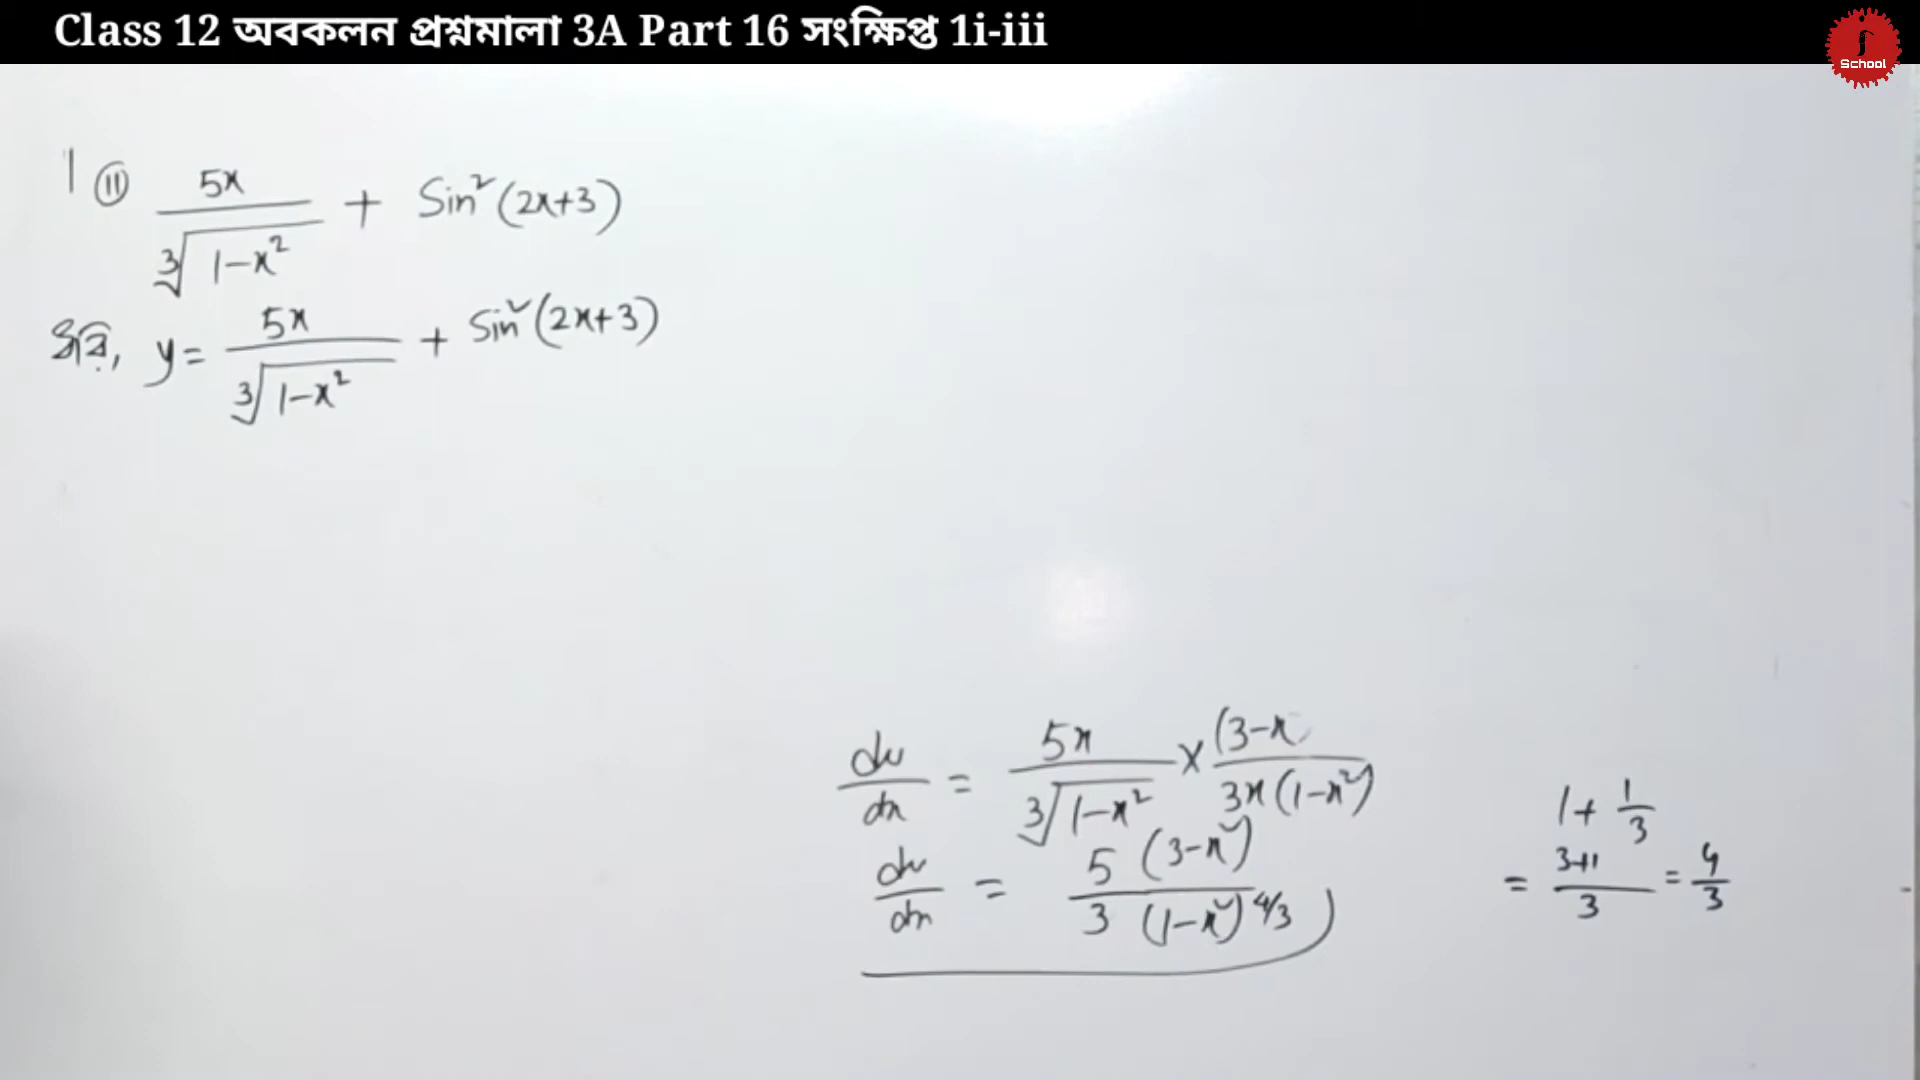 Class 12 অবকলন প্রশ্নমালা 3A Part 16 সংক্ষিপ্ত 1i-iii
School
1 (ii) 5x / ∛(1-x²) + Sin²(2x+3)
ধরি, y = 5x / ∛(1-x²) + Sin²(2x+3)
du/dx = 5x / ∛(1-x²) × (3-x) / 3x(1-x²)
du/dx = 5(3-x²) / 3(1-x²)^4/3
1 + 1/3
= 3+1 / 3 = 4/3